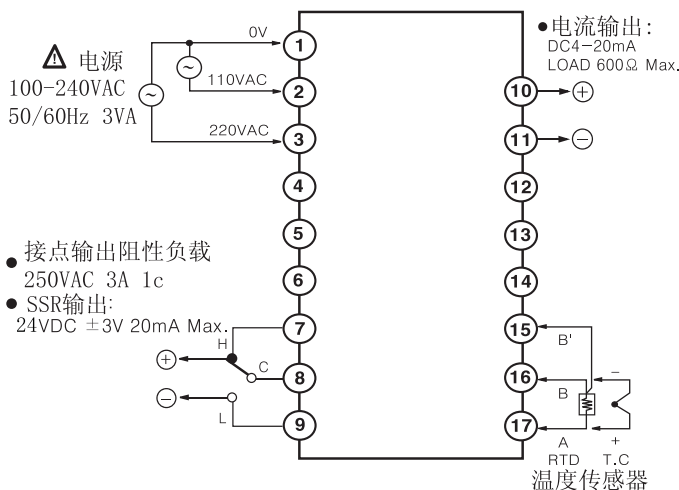 0V
1
⚠ 电源
100-240VAC
50/60Hz 3VA
~
~
110VAC
2
220VAC
3
4
5
6
● 接点输出阻性负载
250VAC 3A 1c
● SSR输出:
24VDC ±3V 20mA Max.
H
7
+
C
8
−
L
9
●电流输出:
DC4-20mA
LOAD 600Ω Max.
10
+
11
−
12
13
14
15
B'
16
B
−
17
A
+
RTD
T.C
温度传感器